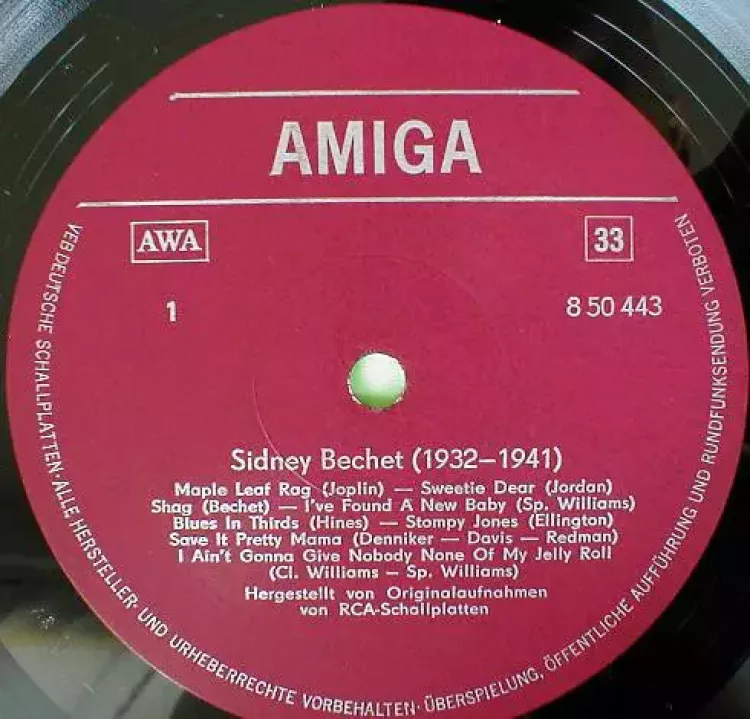 AMIGA
AWA
33
1
8 50 443
Sidney Bechet (1932–1941)
Maple Leaf Rag (Joplin) — Sweetie Dear (Jordan)
Shag (Bechet) — I've Found A New Baby (Sp. Williams)
Blues In Thirds (Hines) — Stompy Jones (Ellington)
Save It Pretty Mama (Denniker — Davis — Redman)
I Ain't Gonna Give Nobody None Of My Jelly Roll
(Cl. Williams — Sp. Williams)
Hergestellt von Originalaufnahmen
von RCA-Schallplatten
VEB DEUTSCHE SCHALLPLATTEN·ALLE HERSTELLER- UND URHEBERRECHTE VORBEHALTEN·ÜBERSPIELUNG, ÖFFENTLICHE AUFFÜHRUNG UND RUNDFUNKSENDUNG VERBOTEN